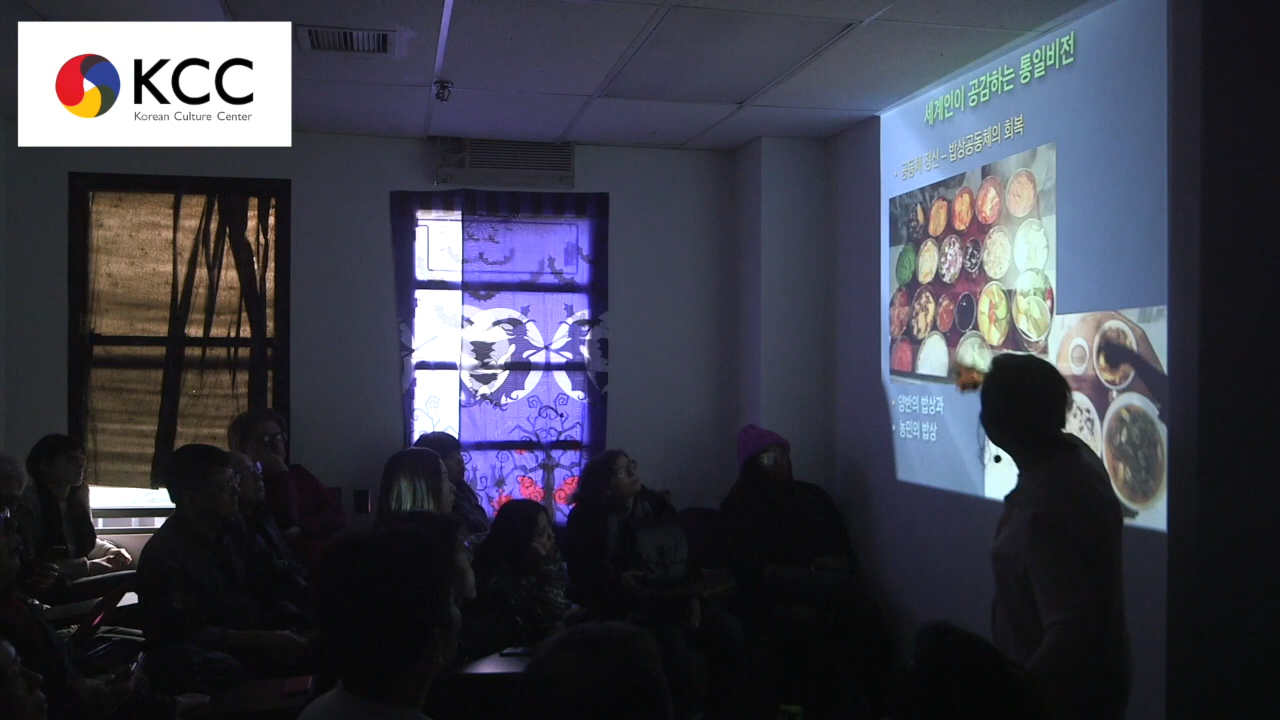 KCC
Korean Culture Center
세계인이 공감하는 통일비전
• 공동체 정신 – 밥상공동체의 회복
• 양반의 밥상과
• 농민의 밥상